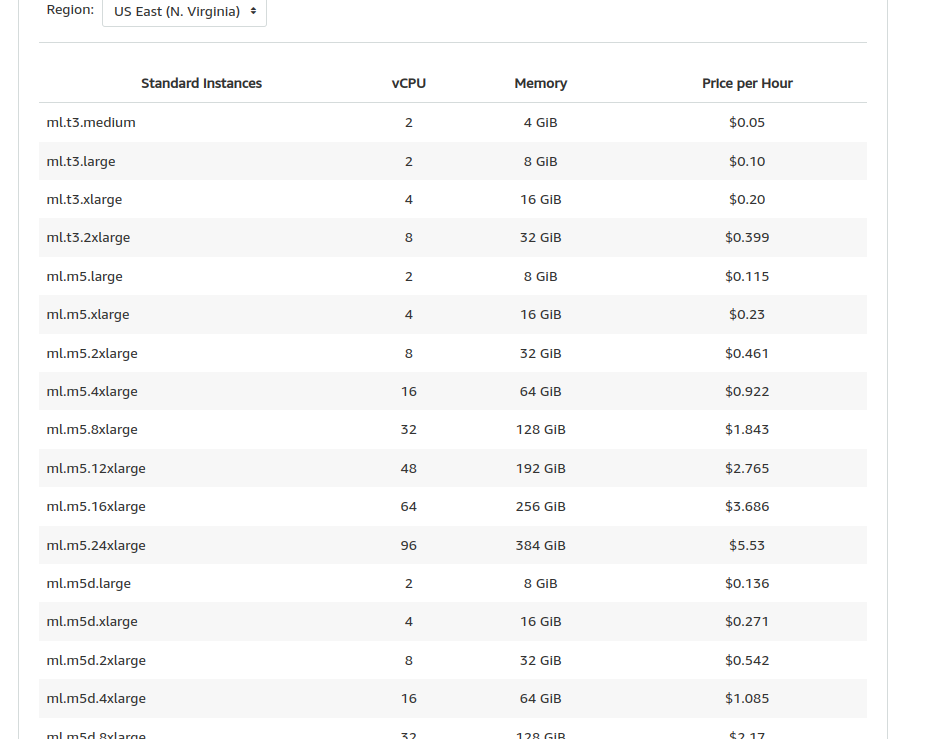 Region: US East (N. Virginia)
Standard Instances vCPU Memory Price per Hour
ml.t3.medium 2 4 GiB $0.05
ml.t3.large 2 8 GiB $0.10
ml.t3.xlarge 4 16 GiB $0.20
ml.t3.2xlarge 8 32 GiB $0.399
ml.m5.large 2 8 GiB $0.115
ml.m5.xlarge 4 16 GiB $0.23
ml.m5.2xlarge 8 32 GiB $0.461
ml.m5.4xlarge 16 64 GiB $0.922
ml.m5.8xlarge 32 128 GiB $1.843
ml.m5.12xlarge 48 192 GiB $2.765
ml.m5.16xlarge 64 256 GiB $3.686
ml.m5.24xlarge 96 384 GiB $5.53
ml.m5d.large 2 8 GiB $0.136
ml.m5d.xlarge 4 16 GiB $0.271
ml.m5d.2xlarge 8 32 GiB $0.542
ml.m5d.4xlarge 16 64 GiB $1.085
ml.m5d.8xlarge 32 128 GiB $2.17